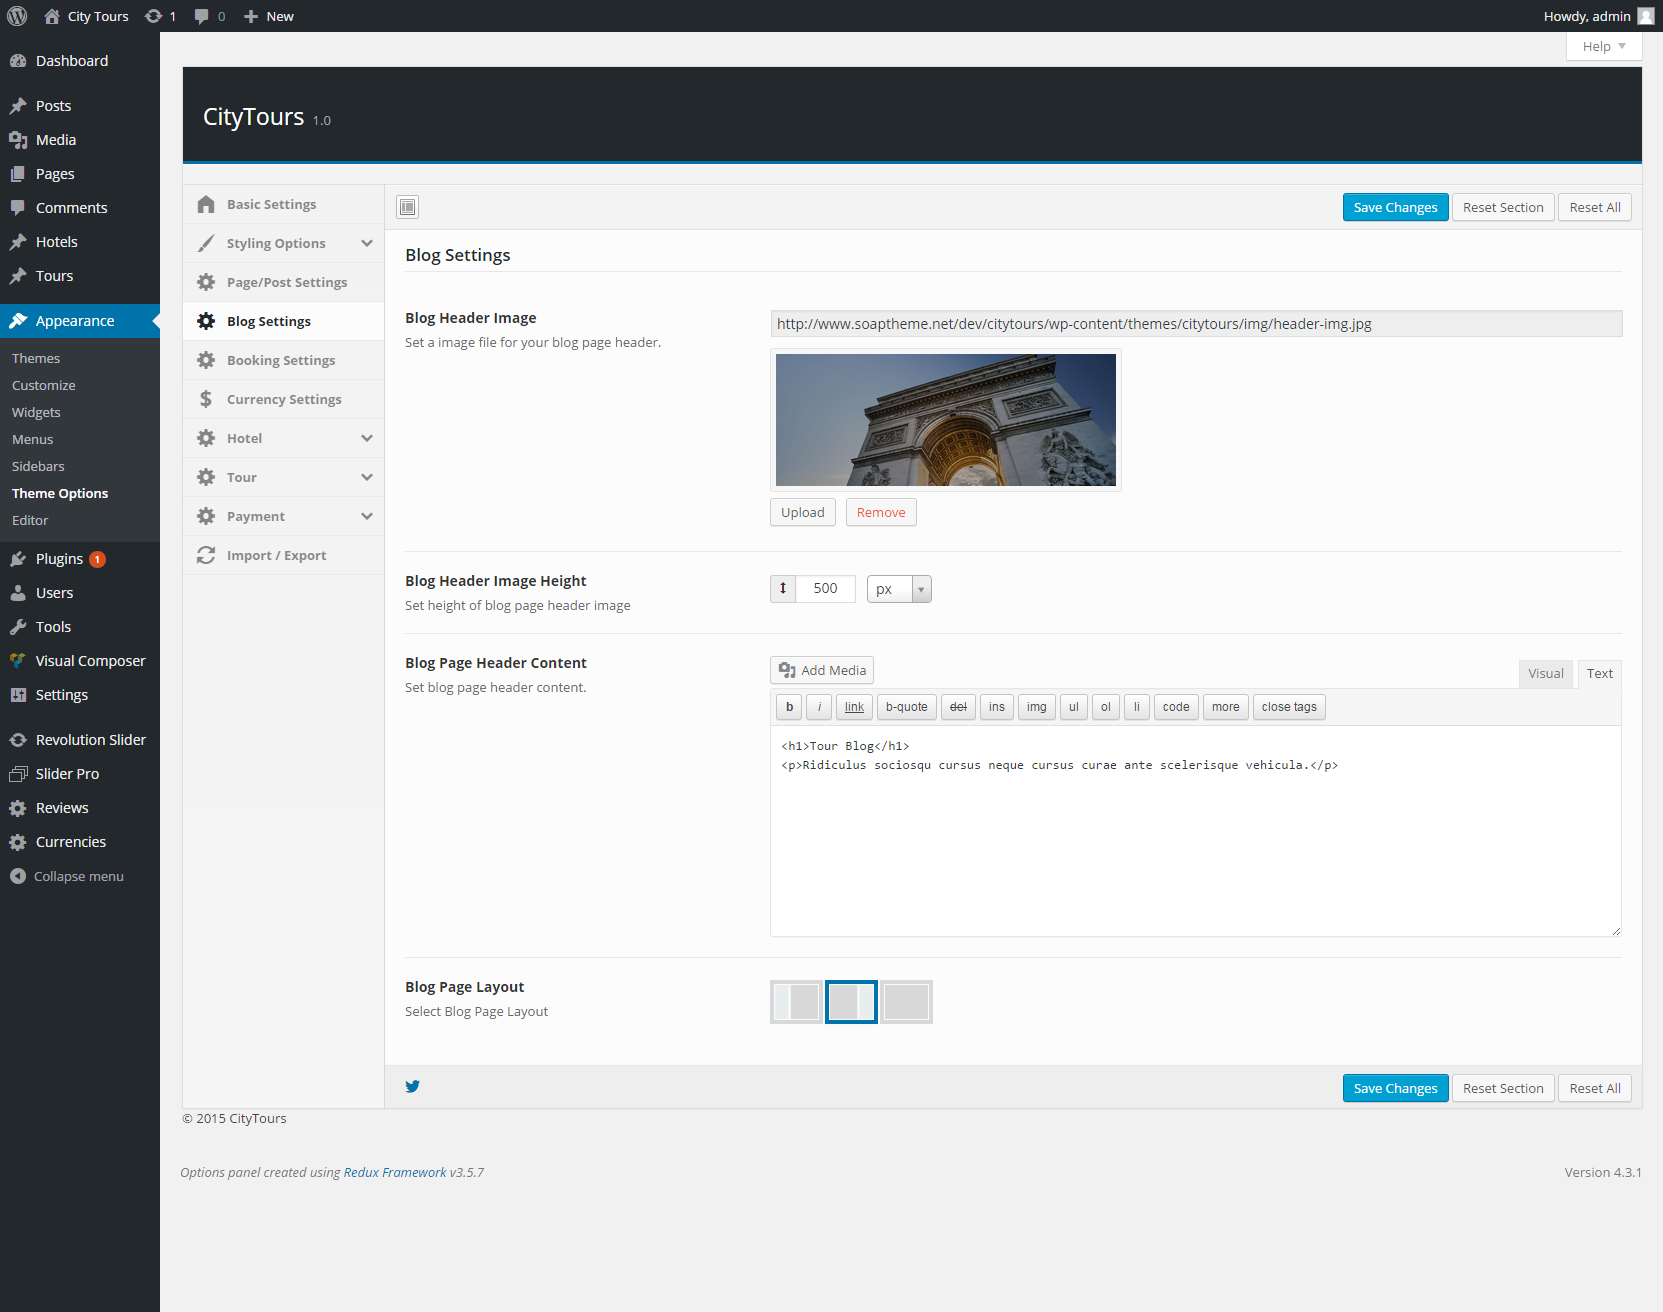 City Tours 1 0 New Howdy, admin
Help
Dashboard
Posts
Media
Pages
Comments
Hotels
Tours
Appearance
Themes
Customize
Widgets
Menus
Sidebars
Theme Options
Editor
Plugins 1
Users
Tools
Visual Composer
Settings
Revolution Slider
Slider Pro
Reviews
Currencies
Collapse menu
CityTours 1.0
Basic Settings
Styling Options
Page/Post Settings
Blog Settings
Booking Settings
Currency Settings
Hotel
Tour
Payment
Import / Export
Save Changes Reset Section Reset All
Blog Settings
Blog Header Image
Set a image file for your blog page header.
http://www.soaptheme.net/dev/citytours/wp-content/themes/citytours/img/header-img.jpg
Upload Remove
Blog Header Image Height
Set height of blog page header image
500 px
Blog Page Header Content
Set blog page header content.
Add Media Visual Text
b i link b-quote del ins img ul ol li code more close tags
<h1>Tour Blog</h1>
<p>Ridiculus sociosqu cursus neque cursus curae ante scelerisque vehicula.</p>
Blog Page Layout
Select Blog Page Layout
Save Changes Reset Section Reset All
© 2015 CityTours
Options panel created using Redux Framework v3.5.7 Version 4.3.1